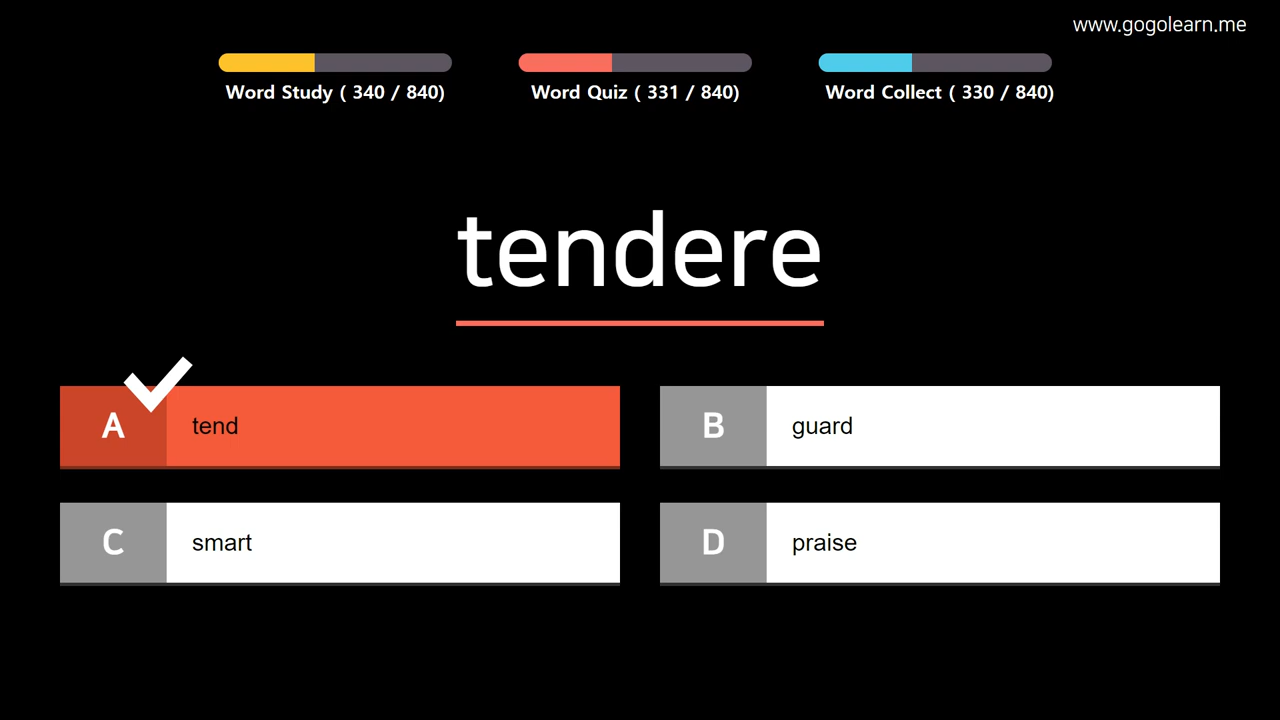 www.gogolearn.me
Word Study ( 340 / 840)
Word Quiz ( 331 / 840)
Word Collect ( 330 / 840)
tendere
A tend
B guard
C smart
D praise